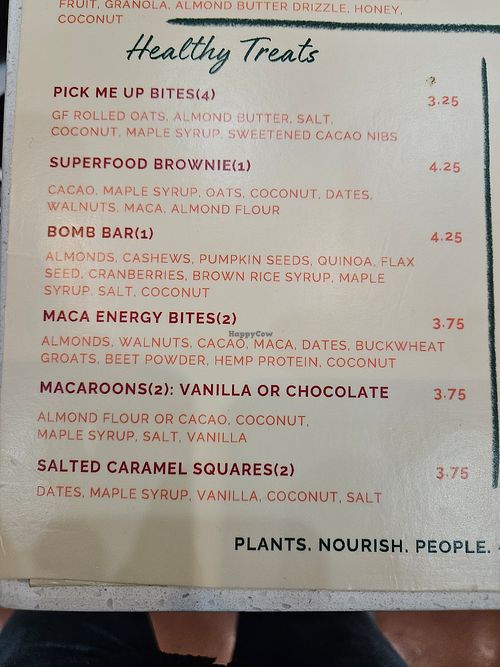 FRUIT, GRANOLA, ALMOND BUTTER DRIZZLE, HONEY,
COCONUT
Healthy Treats
PICK ME UP BITES(4) 3.25
GF ROLLED OATS, ALMOND BUTTER, SALT,
COCONUT, MAPLE SYRUP, SWEETENED CACAO NIBS
SUPERFOOD BROWNIE(1) 4.25
CACAO, MAPLE SYRUP, OATS, COCONUT, DATES,
WALNUTS, MACA, ALMOND FLOUR
BOMB BAR(1) 4.25
ALMONDS, CASHEWS, PUMPKIN SEEDS, QUINOA, FLAX
SEED, CRANBERRIES, BROWN RICE SYRUP, MAPLE
SYRUP, SALT, COCONUT
HappyCow
MACA ENERGY BITES(2) 3.75
ALMONDS, WALNUTS, CACAO, MACA, DATES, BUCKWHEAT
GROATS, BEET POWDER, HEMP PROTEIN, COCONUT
MACAROONS(2): VANILLA OR CHOCOLATE 3.75
ALMOND FLOUR OR CACAO, COCONUT,
MAPLE SYRUP, SALT, VANILLA
SALTED CARAMEL SQUARES(2) 3.75
DATES, MAPLE SYRUP, VANILLA, COCONUT, SALT
PLANTS. NOURISH. PEOPLE.